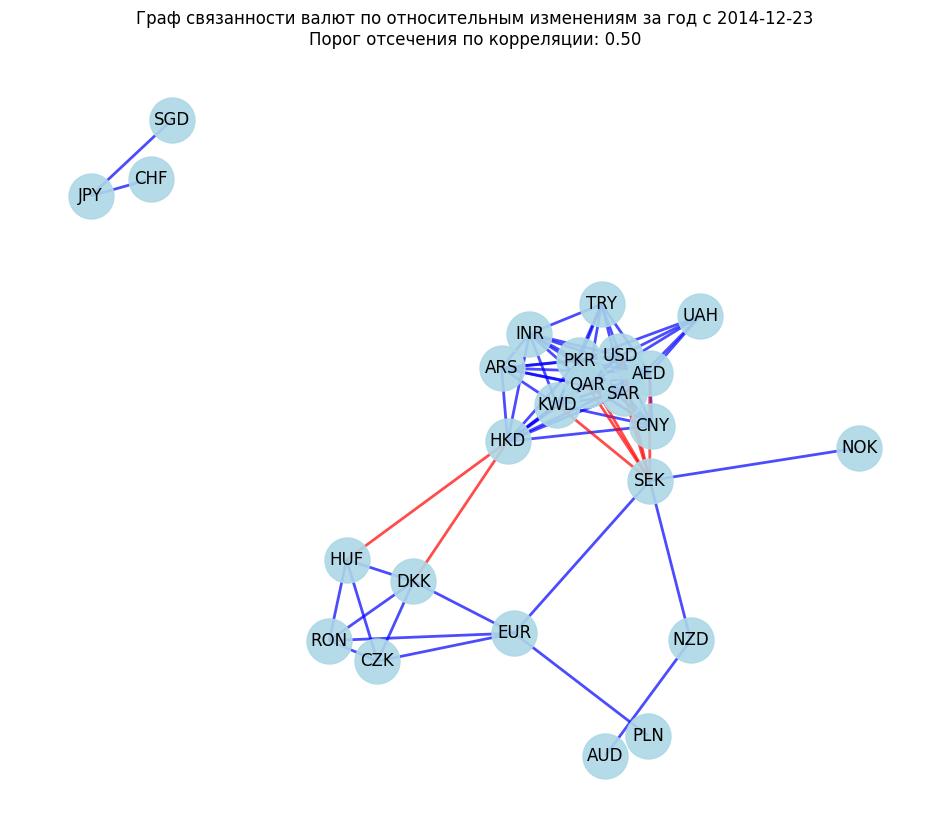 Граф связанности валют по относительным изменениям за год с 2014-12-23
Порог отсечения по корреляции: 0.50
SGD
CHF
JPY
TRY
UAH
INR
USD
PKR
ARS
AED
QAR
SAR
KWD
CNY
HKD
NOK
SEK
HUF
DKK
EUR
RON
NZD
CZK
PLN
AUD